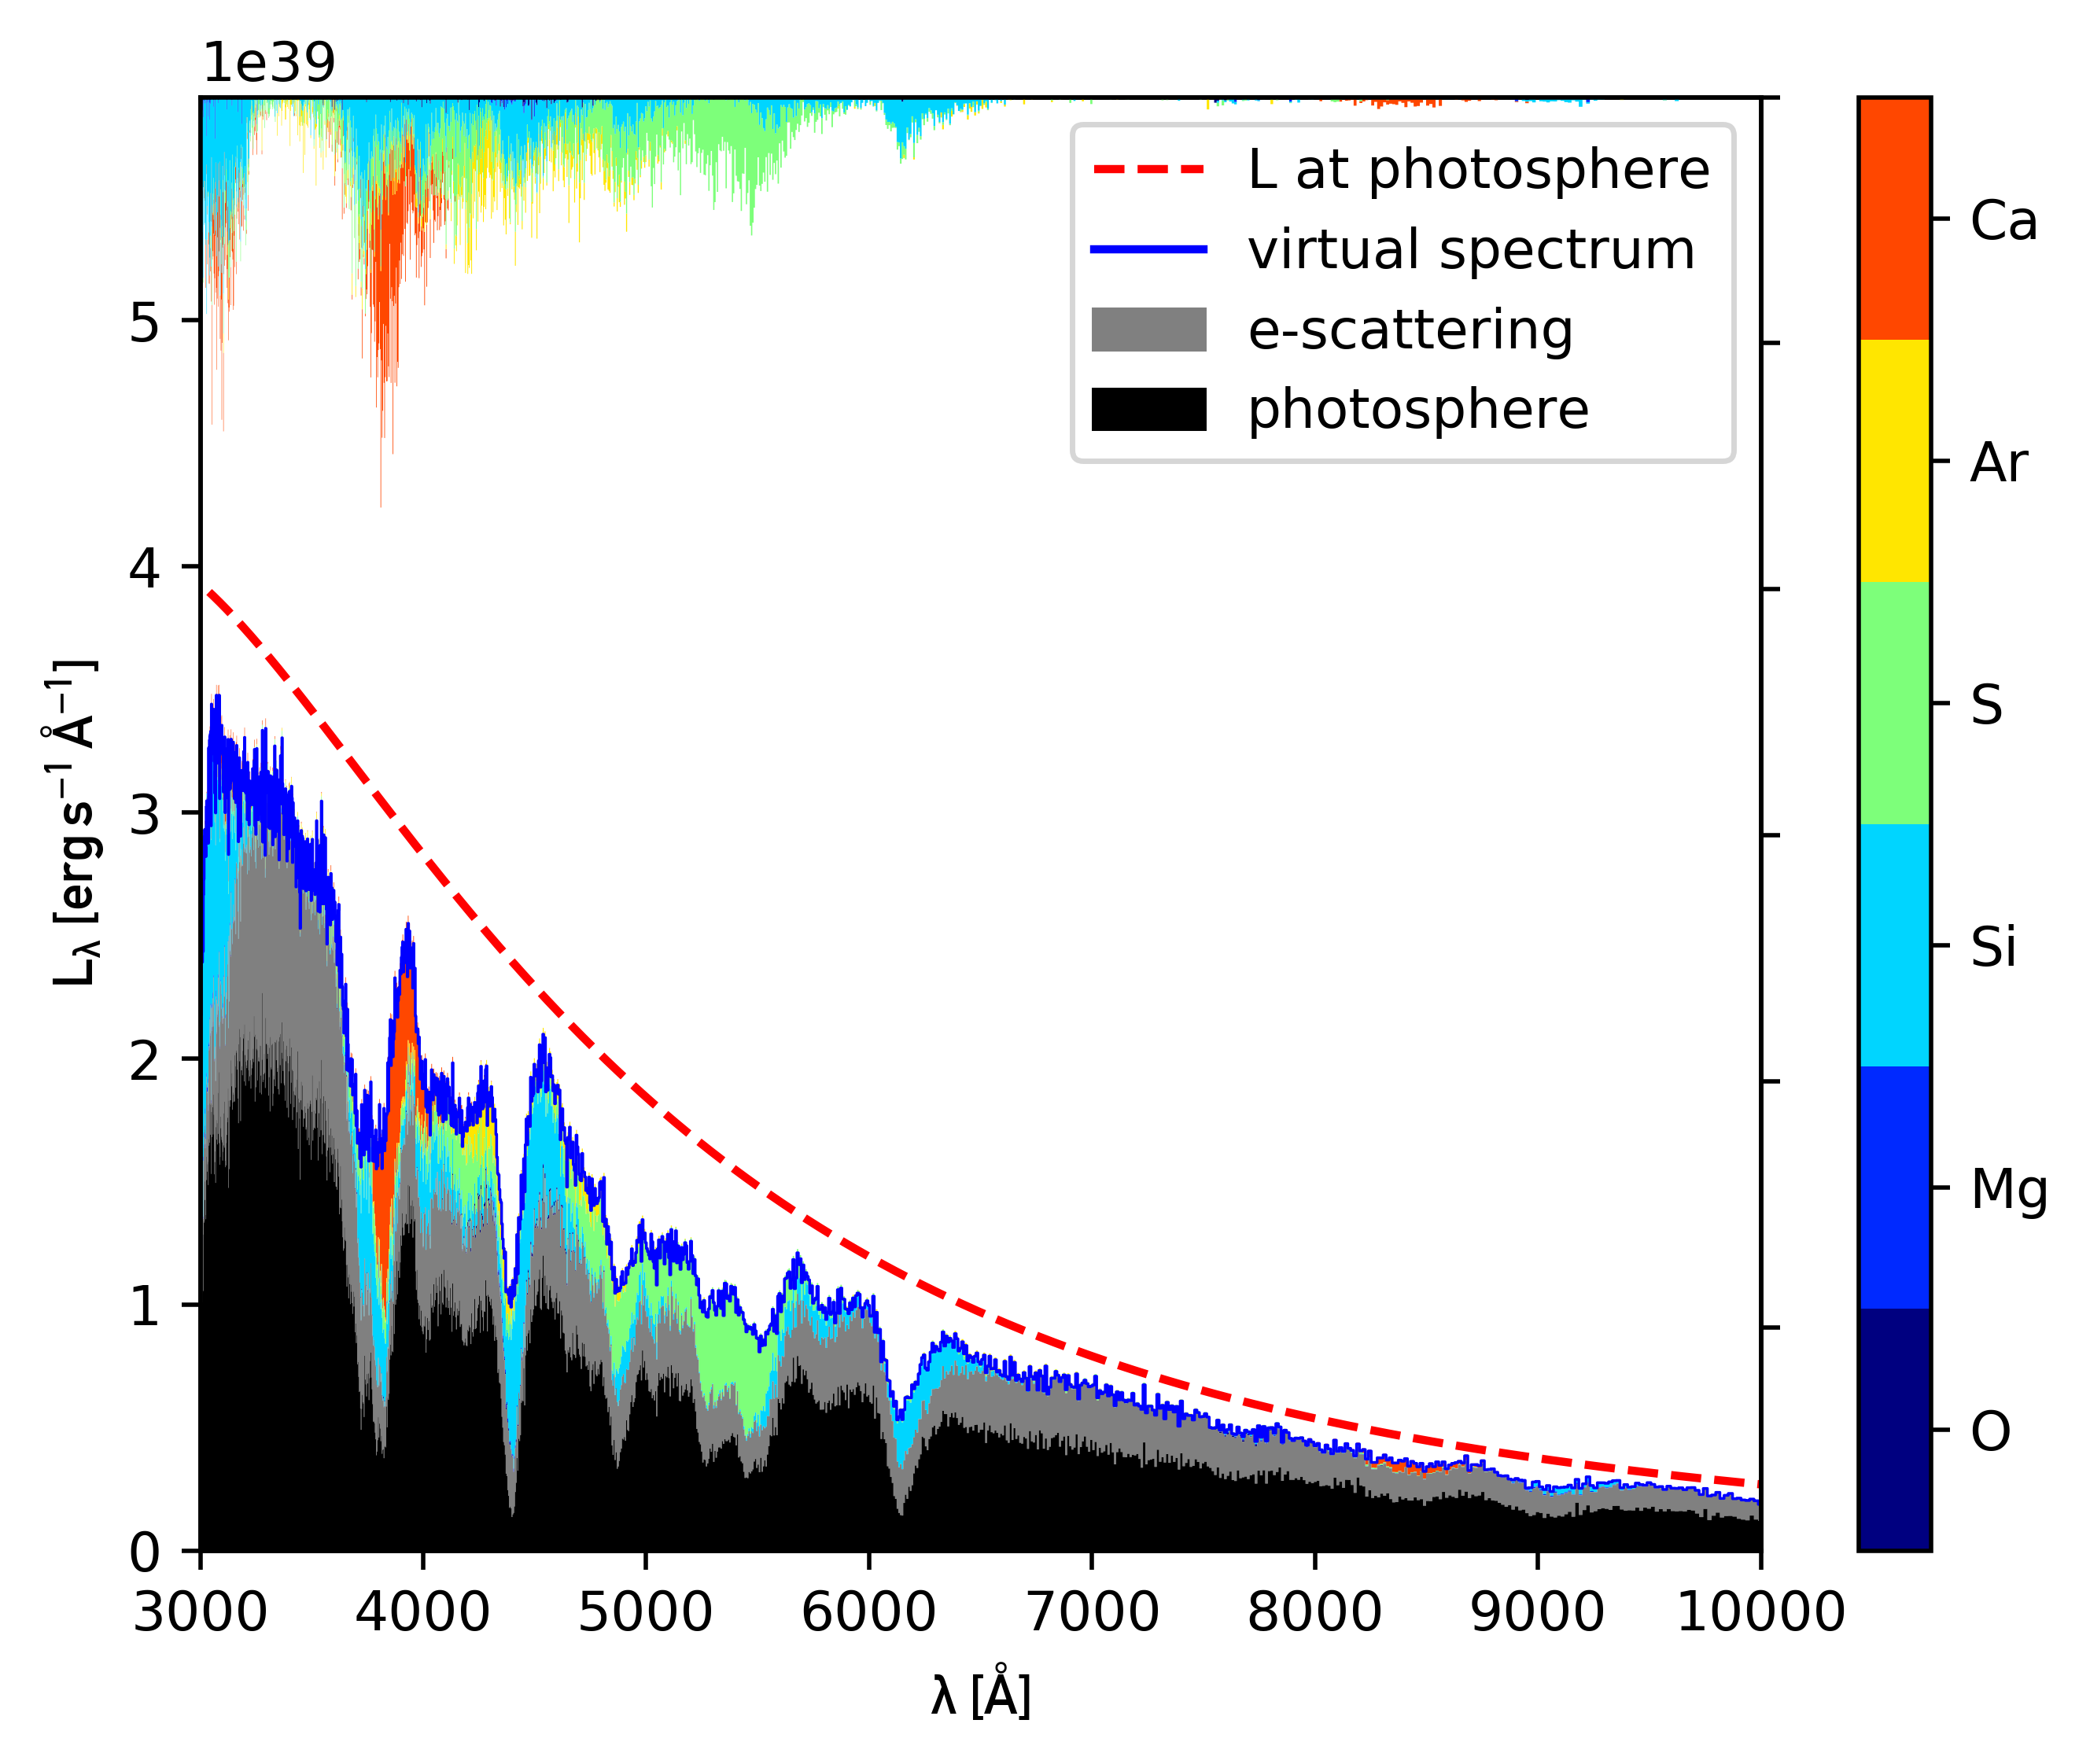 1e39
L at photosphere
virtual spectrum
e-scattering
photosphere
5
4
3
2
1
0
L_λ [erg s⁻¹ Å⁻¹]
3000 4000 5000 6000 7000 8000 9000 10000
λ [Å]
Ca
Ar
S
Si
Mg
O